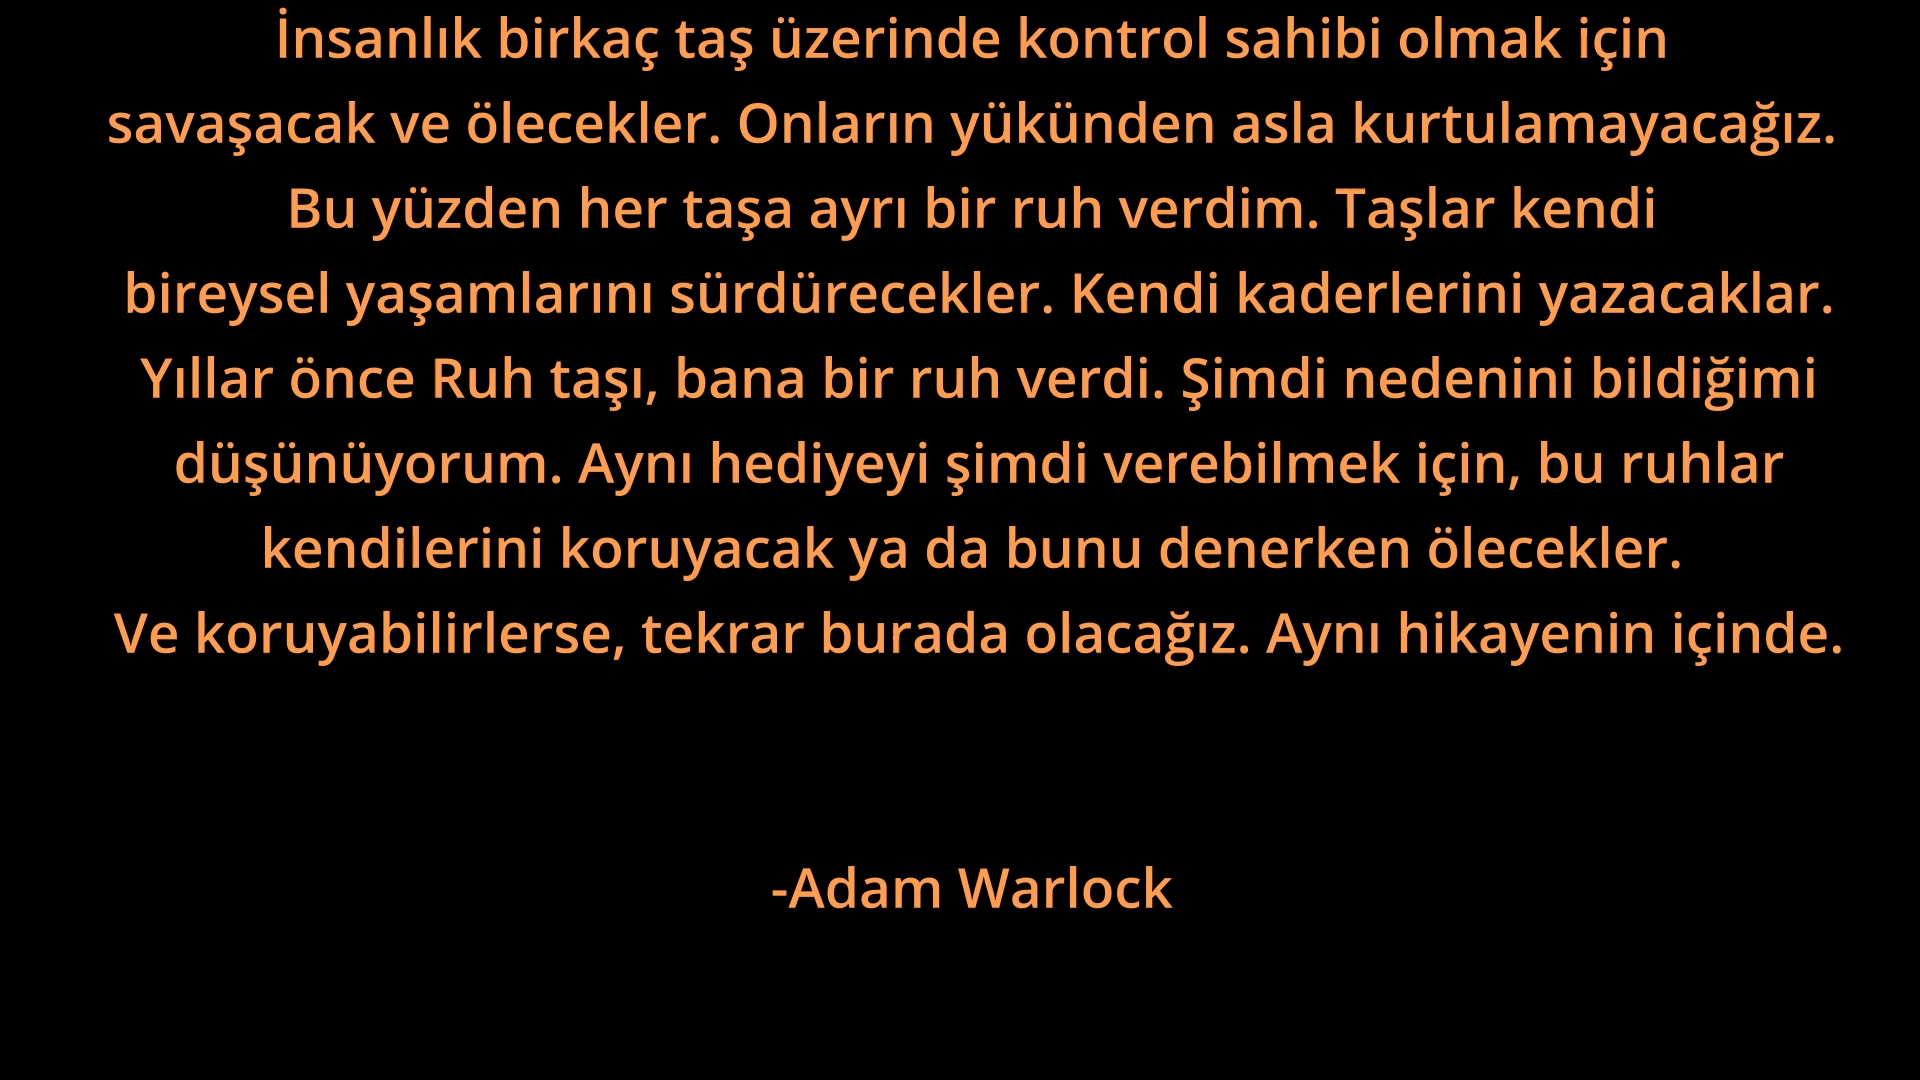 İnsanlık birkaç taş üzerinde kontrol sahibi olmak için
savaşacak ve ölecekler. Onların yükünden asla kurtulamayacağız.
Bu yüzden her taşa ayrı bir ruh verdim. Taşlar kendi
bireysel yaşamlarını sürdürecekler. Kendi kaderlerini yazacaklar.
Yıllar önce Ruh taşı, bana bir ruh verdi. Şimdi nedenini bildiğimi
düşünüyorum. Aynı hediyeyi şimdi verebilmek için, bu ruhlar
kendilerini koruyacak ya da bunu denerken ölecekler.
Ve koruyabilirlerse, tekrar burada olacağız. Aynı hikayenin içinde.
-Adam Warlock